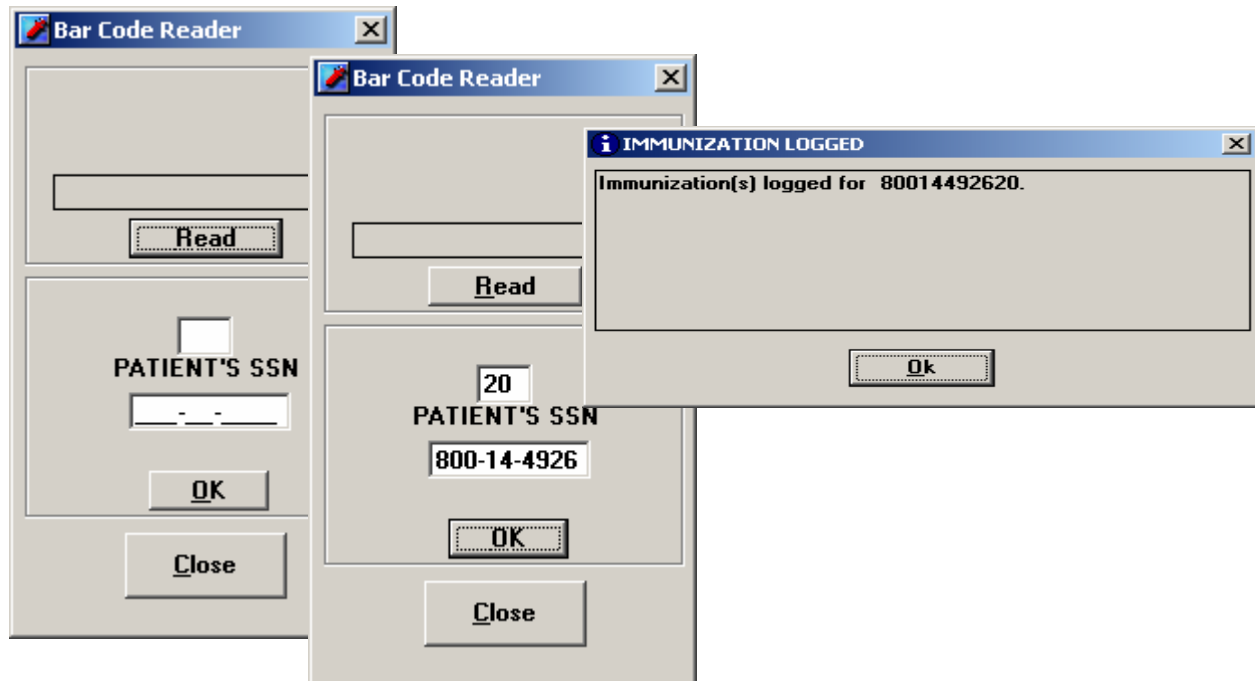 Bar Code Reader
Read
PATIENT'S SSN
___-__-____
OK
Close
Bar Code Reader
Read
20
PATIENT'S SSN
800-14-4926
OK
Close
IMMUNIZATION LOGGED
Immunization(s) logged for 80014492620.
Ok